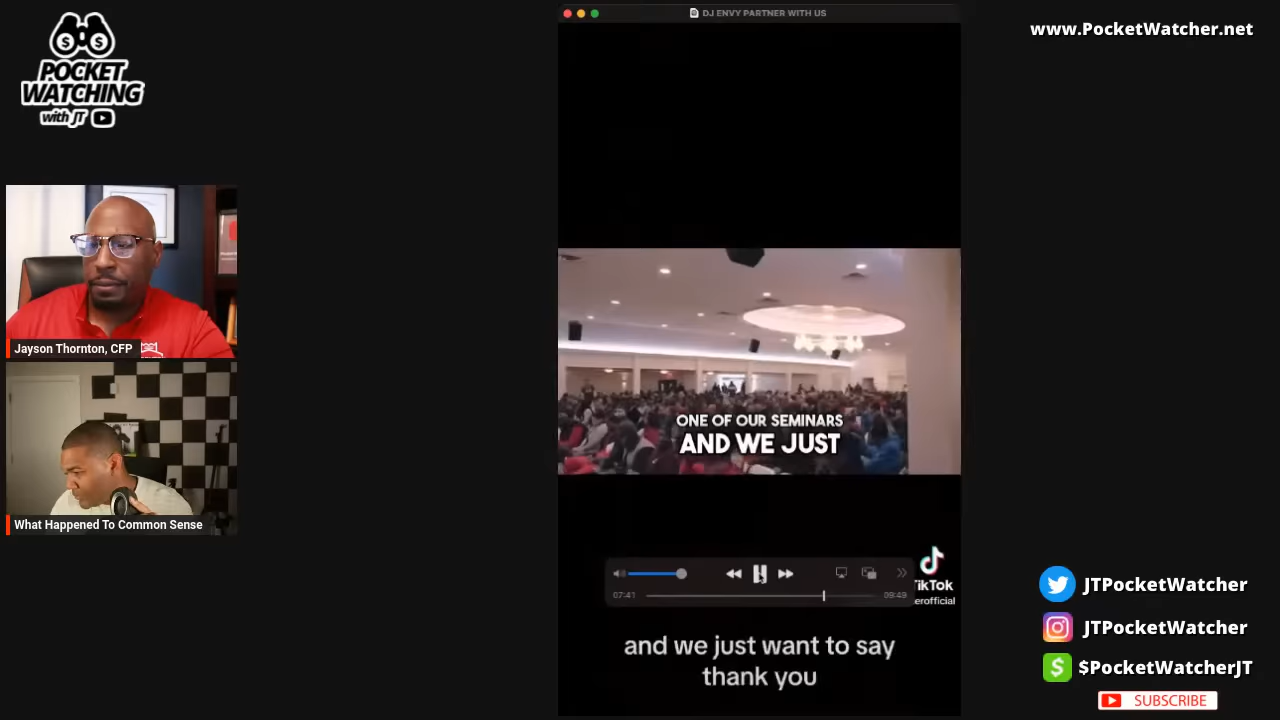 POCKET
WATCHING
with JT
DJ ENVY PARTNER WITH US
www.PocketWatcher.net
Jayson Thornton, CFP
What Happened To Common Sense
ONE OF OUR SEMINARS
AND WE JUST
07:41
09:49
TikTok
erofficial
and we just want to say
thank you
JTPocketWatcher
JTPocketWatcher
$PocketWatcherJT
SUBSCRIBE